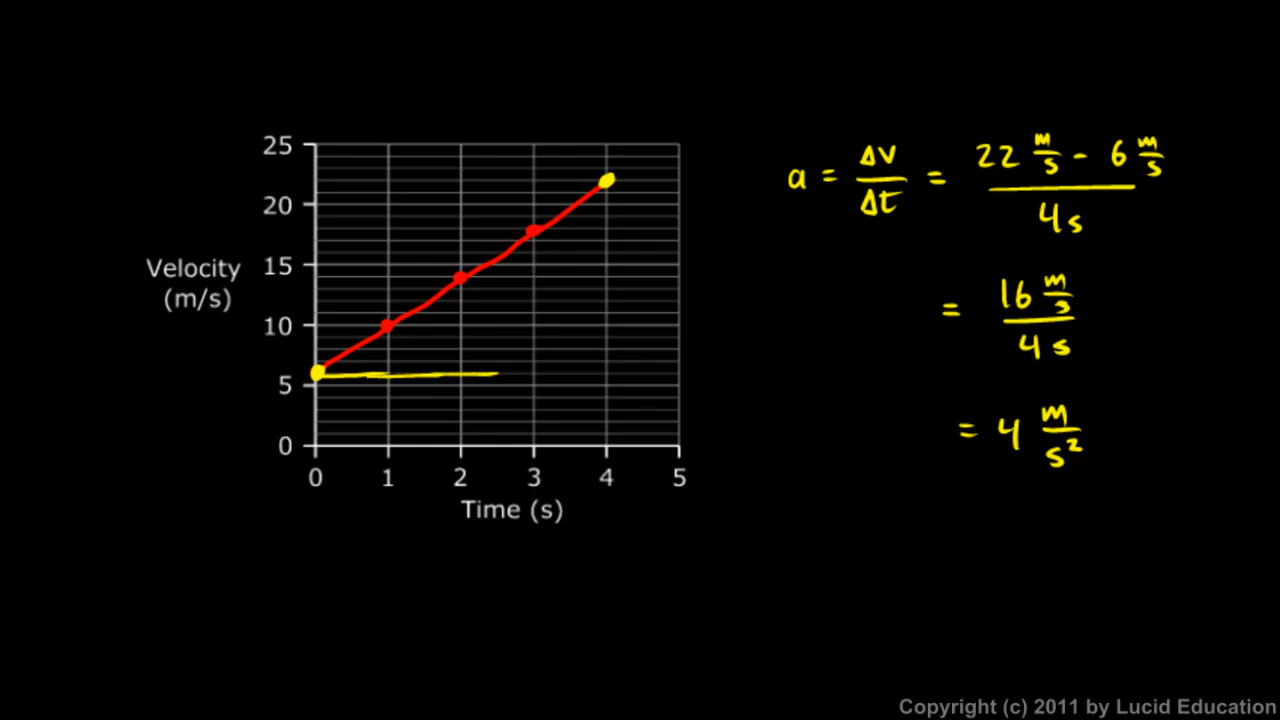 25
20
15
10
5
0
Velocity
(m/s)
0 1 2 3 4 5
Time (s)
a = Δv/Δt = (22 m/s - 6 m/s)/4s
= 16 m/s / 4 s
= 4 m/s²
Copyright (c) 2011 by Lucid Education